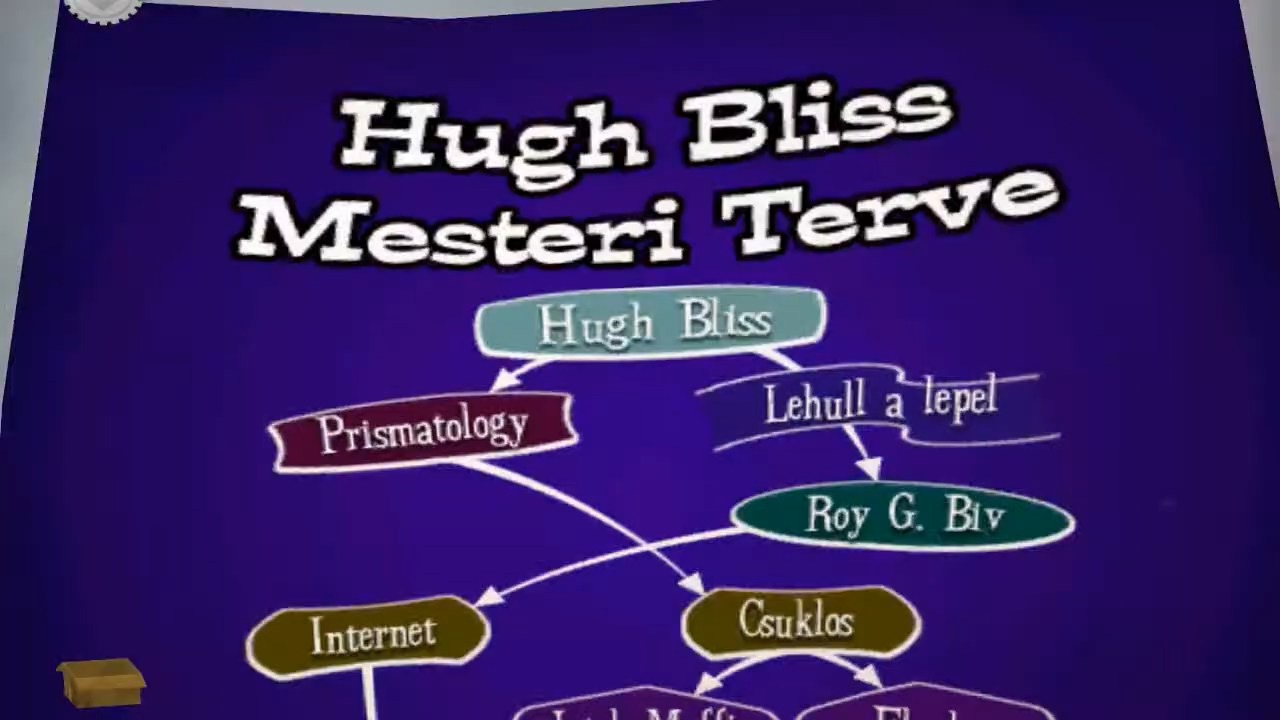 Hugh Bliss
Mesteri Terve
Hugh Bliss
Prismatology
Lehull a lepel
Roy G. Biv
Internet
Csuklos